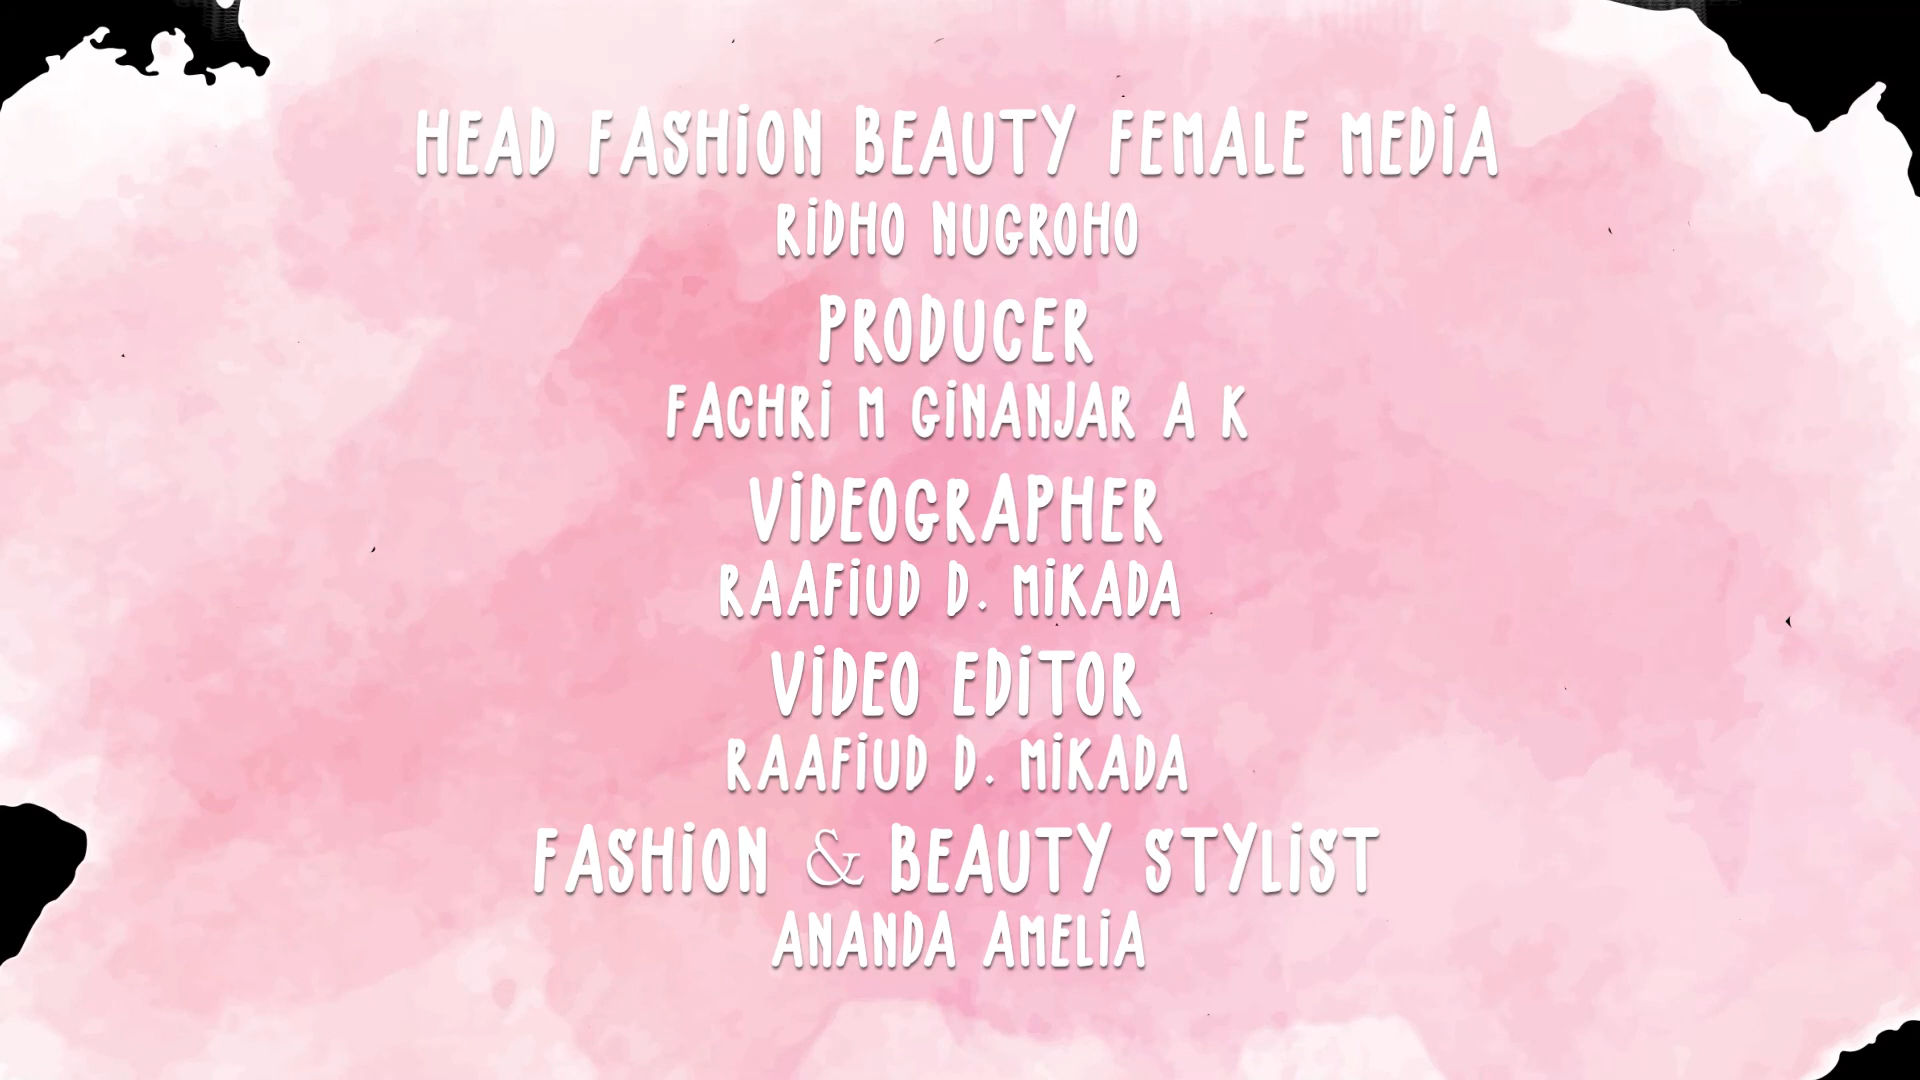 HEAD FASHiON BEAUTY FEMALE MEDiA
RiDHO NUGROHO
PRODUCER
FACHRi M GiNANJAR A K
ViDEOGRAPHER
RAAFiUD D. MiKADA
ViDEO EDiTOR
RAAFiUD D. MiKADA
FASHiON & BEAUTY STYLiST
ANANDA AMELiA